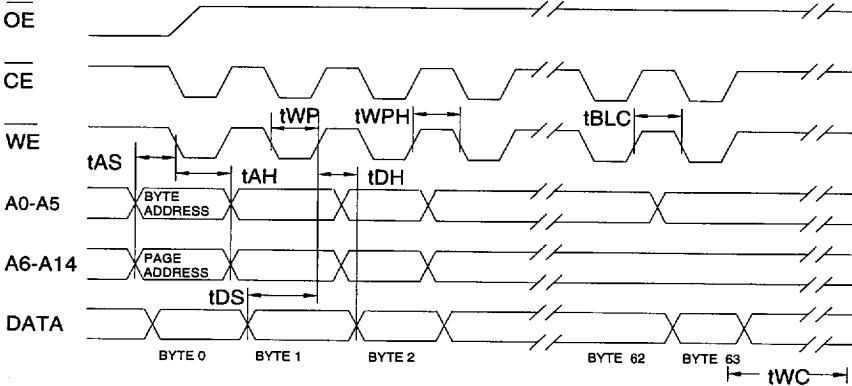 OE
CE
tWP tWPH tBLC
WE
tAS
tAH tDH
A0-A5 BYTE ADDRESS
A6-A14 PAGE ADDRESS
tDS
DATA
BYTE 0 BYTE 1 BYTE 2 BYTE 62 BYTE 63
tWC